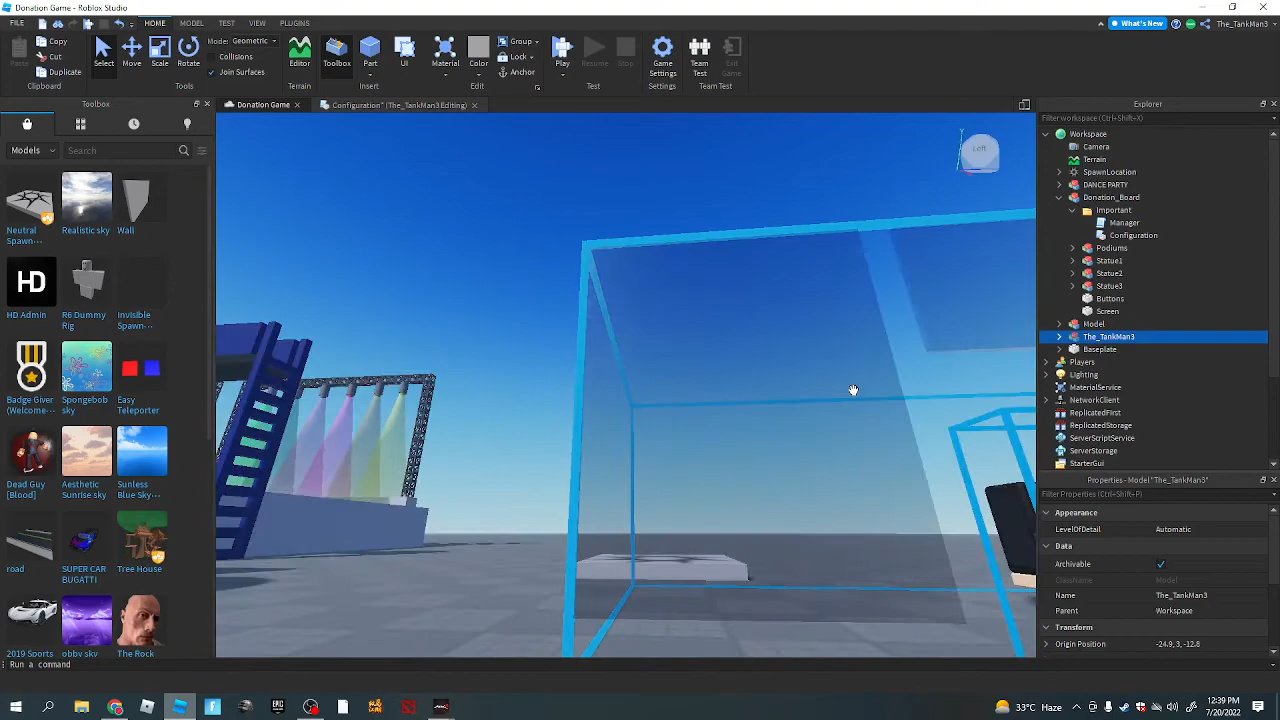 Donation Game - Roblox Studio
FILE HOME MODEL TEST VIEW PLUGINS
What's New The_TankMan3
Paste Copy Cut Duplicate Clipboard
Select Move Scale Rotate Mode: Geometric Collisions Join Surfaces Tools
Editor Terrain
Toolbox Part UI Insert
Material Color Group Lock Anchor Edit
Play Resume Stop Test
Game Settings Settings
Team Test Exit Game Team Test
Toolbox
Donation Game Configuration* (The_TankMan3 Editing)
Models Search
Neutral Spawn...
Realistic sky
Wall
HD
HD Admin
R6 Dummy Rig
Invisible Spawn...
Badge Giver (Welcome...
Spongebob sky
Easy Teleporter
Dead Guy [Blood]
Aesthetic Sunrise sky
Sunless Blue Sky...
road
SUPER CAR BUGATTI
Tree House
2019 Sports
obby sky
The Rock
Y
Left
Explorer
Filter workspace (Ctrl+Shift+X)
Workspace
Camera
Terrain
SpawnLocation
DANCE PARTY
Donation_Board
Important
Manager
Configuration
Podiums
Statue1
Statue2
Statue3
Buttons
Screen
Model
The_TankMan3
Baseplate
Players
Lighting
MaterialService
NetworkClient
ReplicatedFirst
ReplicatedStorage
ServerScriptService
ServerStorage
StarterGui
Properties - Model "The_TankMan3"
Filter Properties (Ctrl+Shift+P)
Appearance
LevelOfDetail Automatic
Data
Archivable
ClassName Model
Name The_TankMan3
Parent Workspace
Transform
Origin Position -24.9, 3, -12.8
Run a command
EPIC GAMES
33°C Haze
12:39 PM
7/20/2022